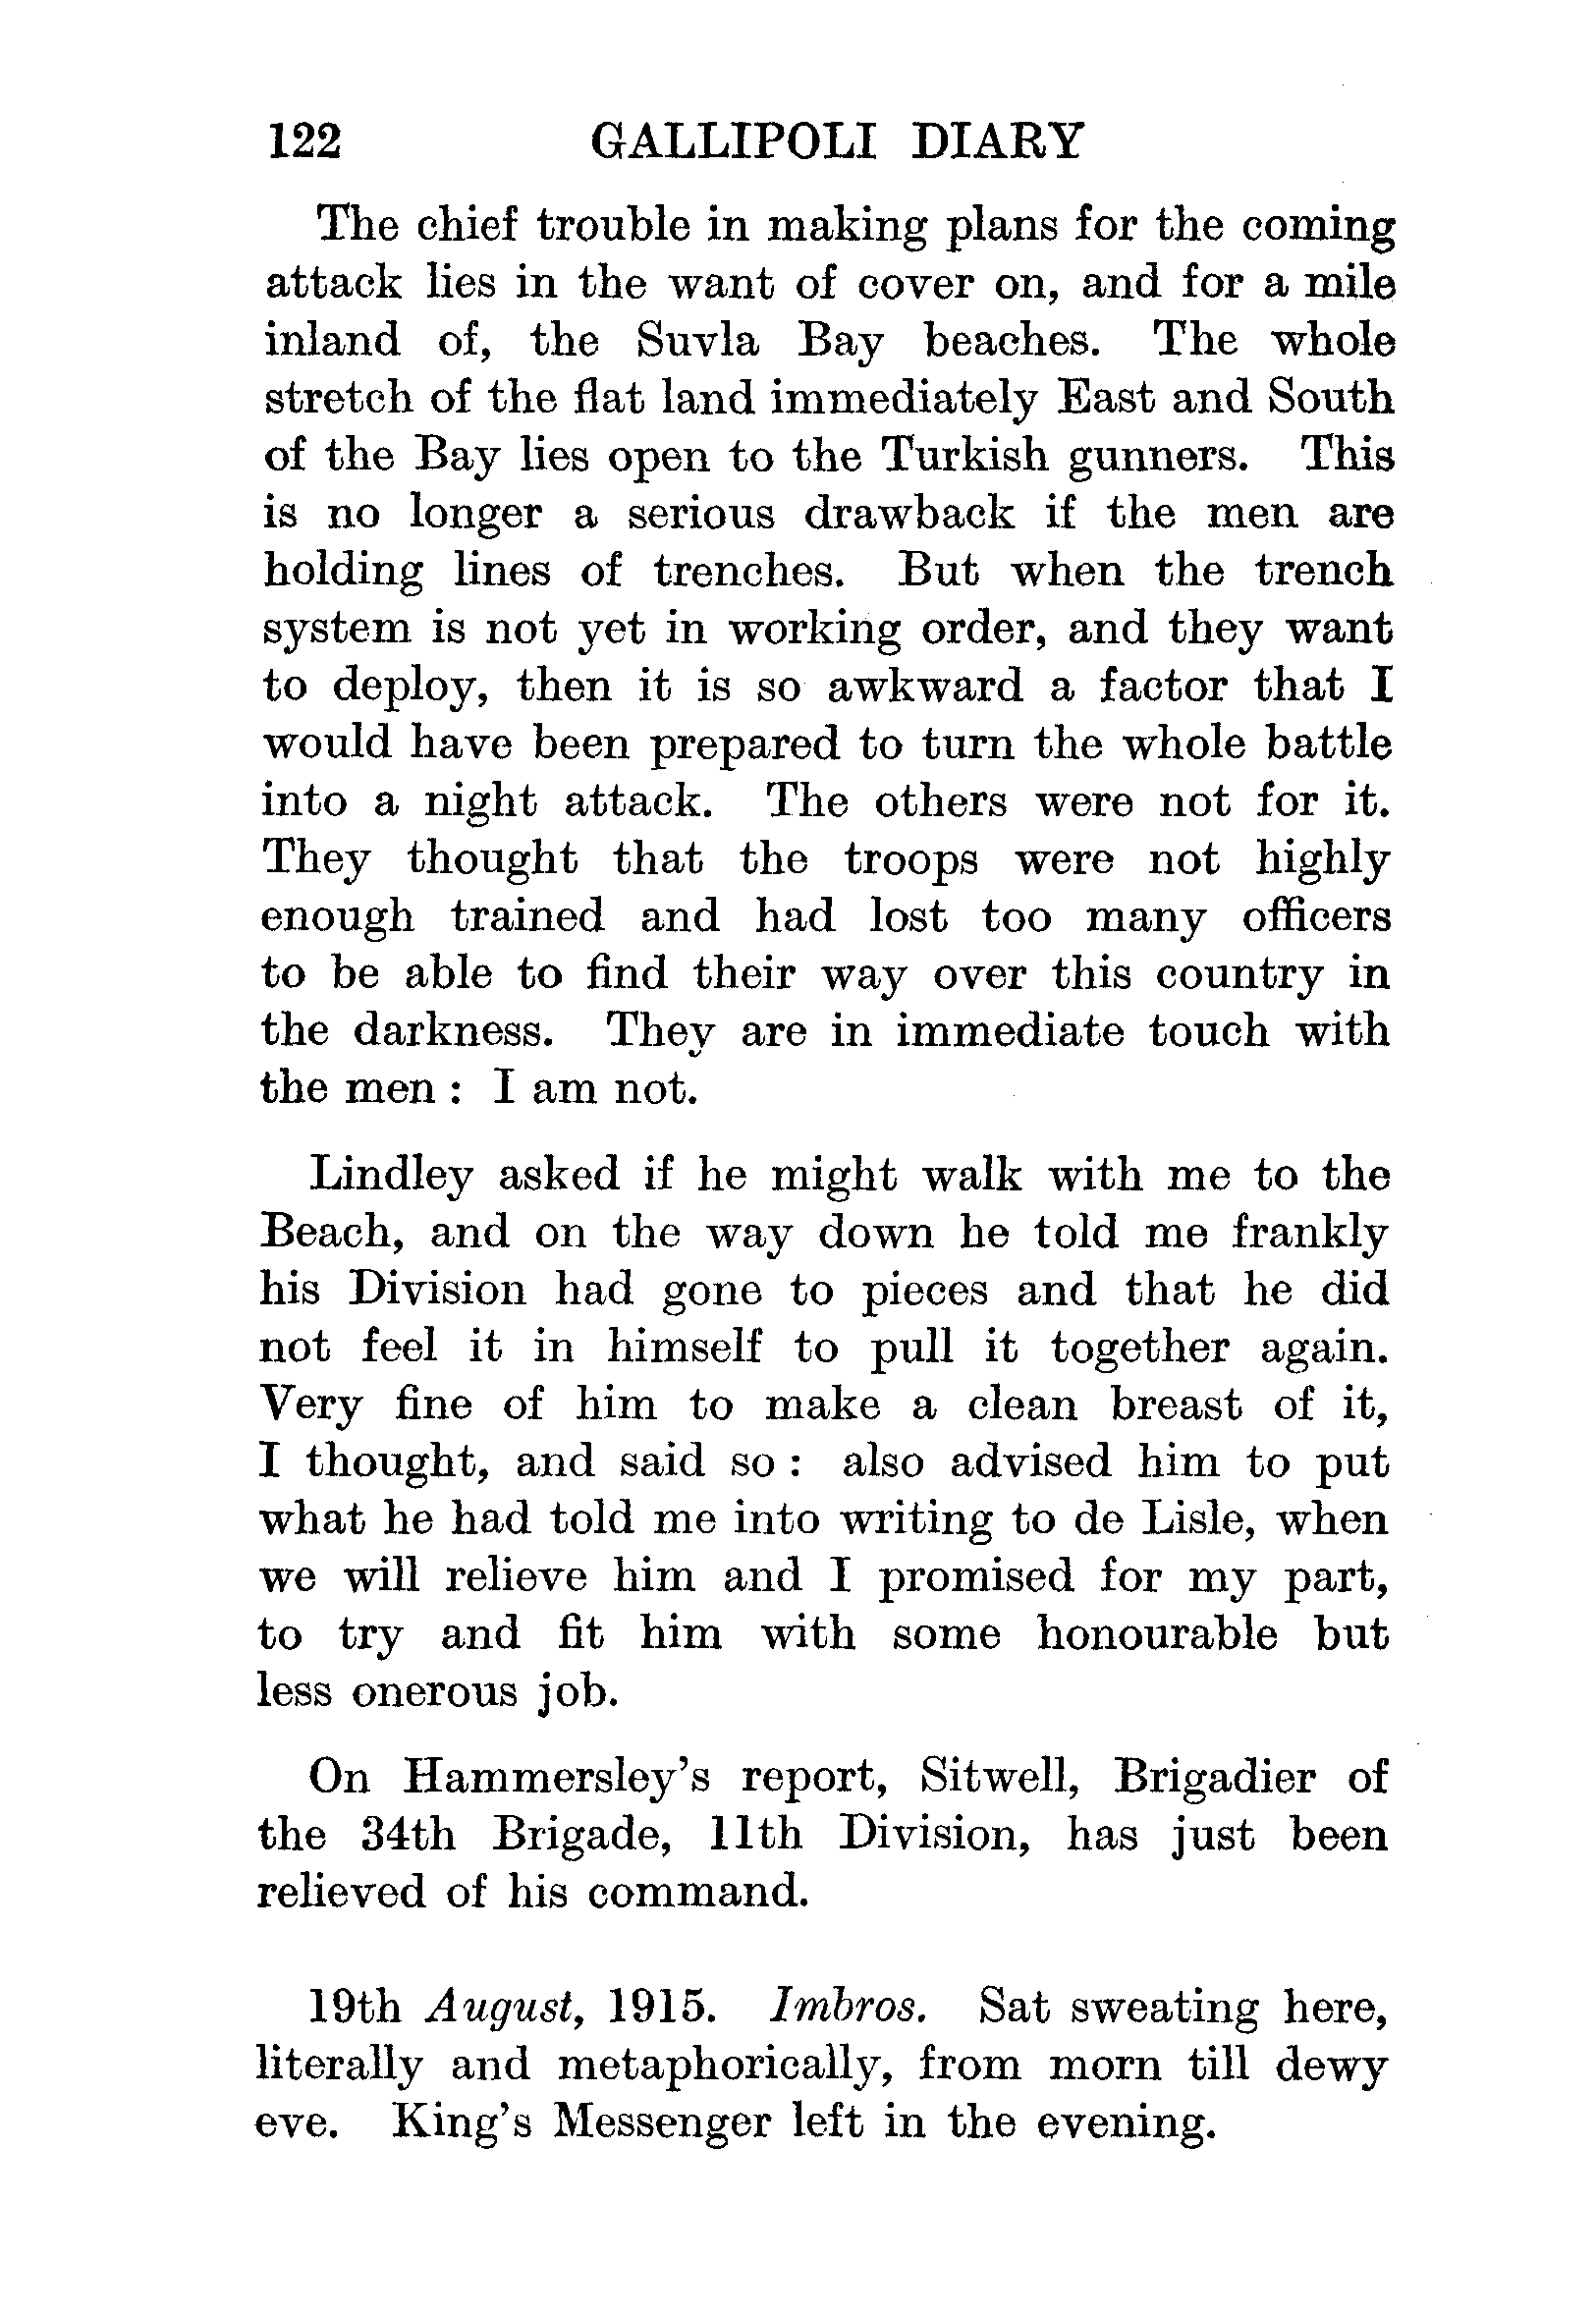 122 GALLIPOLI DIARY
The chief trouble in making plans for the coming
attack lies in the want of cover on, and for a mile
inland of, the Suvla Bay beaches. The whole
stretch of the flat land immediately East and South
of the Bay lies open to the Turkish gunners. This
is no longer a serious drawback if the men are
holding lines of trenches. But when the trench
system is not yet in working order, and they want
to deploy, then it is so awkward a factor that I
would have been prepared to turn the whole battle
into a night attack. The others were not for it.
They thought that the troops were not highly
enough trained and had lost too many officers
to be able to find their way over this country in
the darkness. They are in immediate touch with
the men : I am not.
Lindley asked if he might walk with me to the
Beach, and on the way down he told me frankly
his Division had gone to pieces and that he did
not feel it in himself to pull it together again.
Very fine of him to make a clean breast of it,
I thought, and said so : also advised him to put
what he had told me into writing to de Lisle, when
we will relieve him and I promised for my part,
to try and fit him with some honourable but
less onerous job.
On Hammersley's report, Sitwell, Brigadier of
the 34th Brigade, 11th Division, has just been
relieved of his command.
19th August, 1915. Imbros. Sat sweating here,
literally and metaphorically, from morn till dewy
eve. King's Messenger left in the evening.